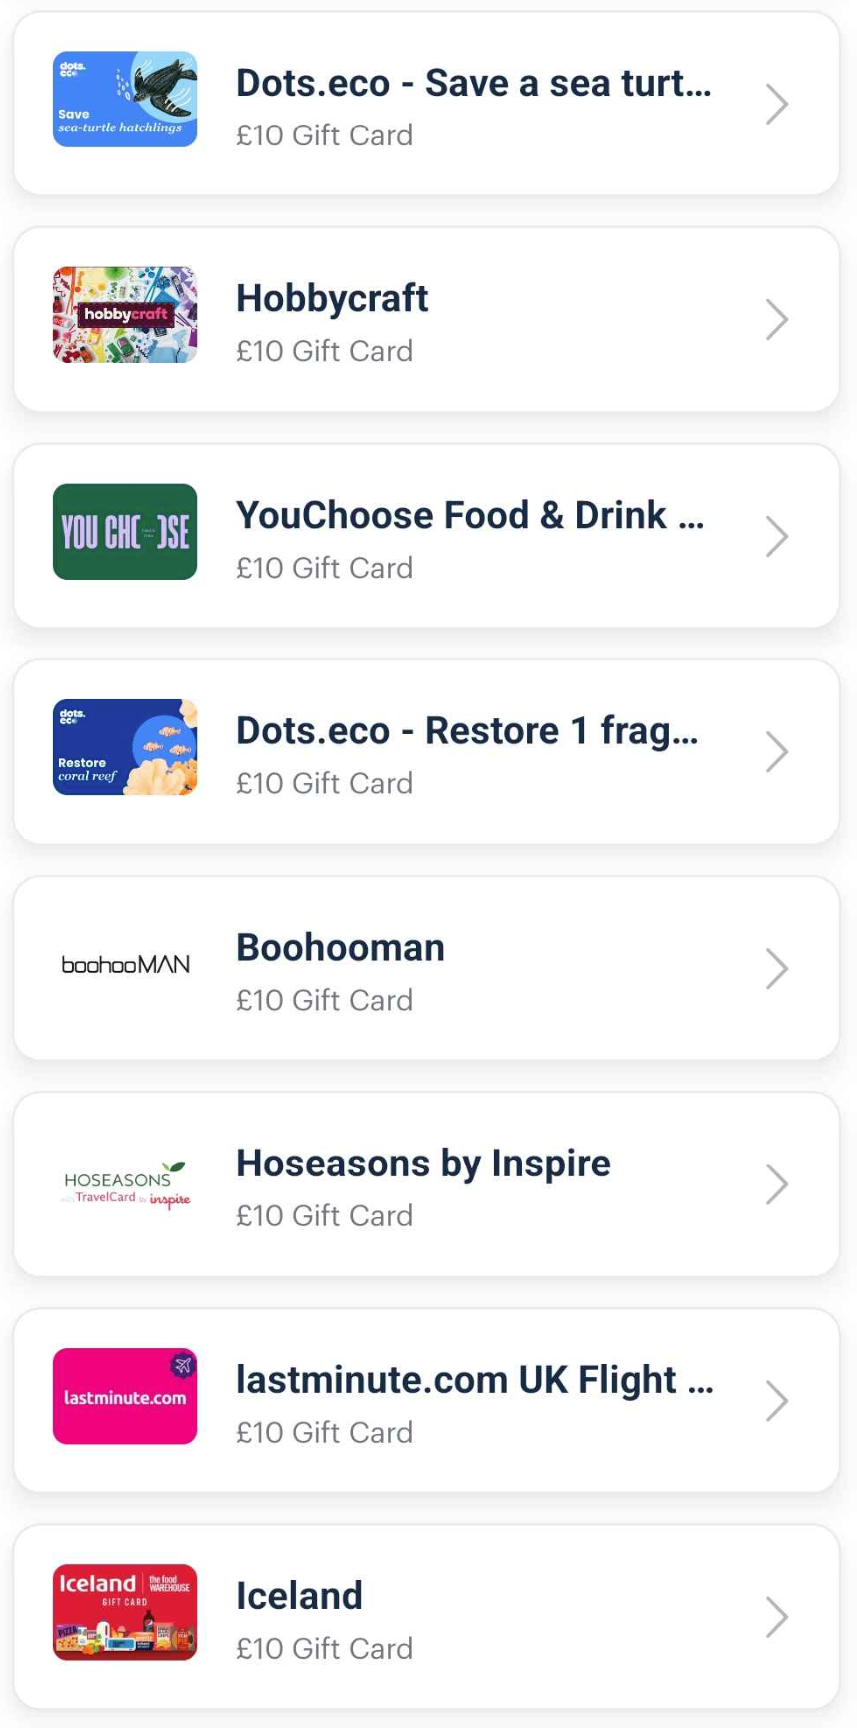 dots.
eco
Save
sea-turtle hatchlings
Dots.eco - Save a sea turt...
£10 Gift Card
hobbycraft
Hobbycraft
£10 Gift Card
YOU CHOOSE
YouChoose Food & Drink ...
£10 Gift Card
dots.
eco
Restore
coral reef
Dots.eco - Restore 1 frag...
£10 Gift Card
boohooMAN
Boohooman
£10 Gift Card
HOSEASONS
TravelCard by inspire
Hoseasons by Inspire
£10 Gift Card
lastminute.com
lastminute.com UK Flight ...
£10 Gift Card
Iceland the food WAREHOUSE
GIFT CARD
PIZZA
Iceland
£10 Gift Card